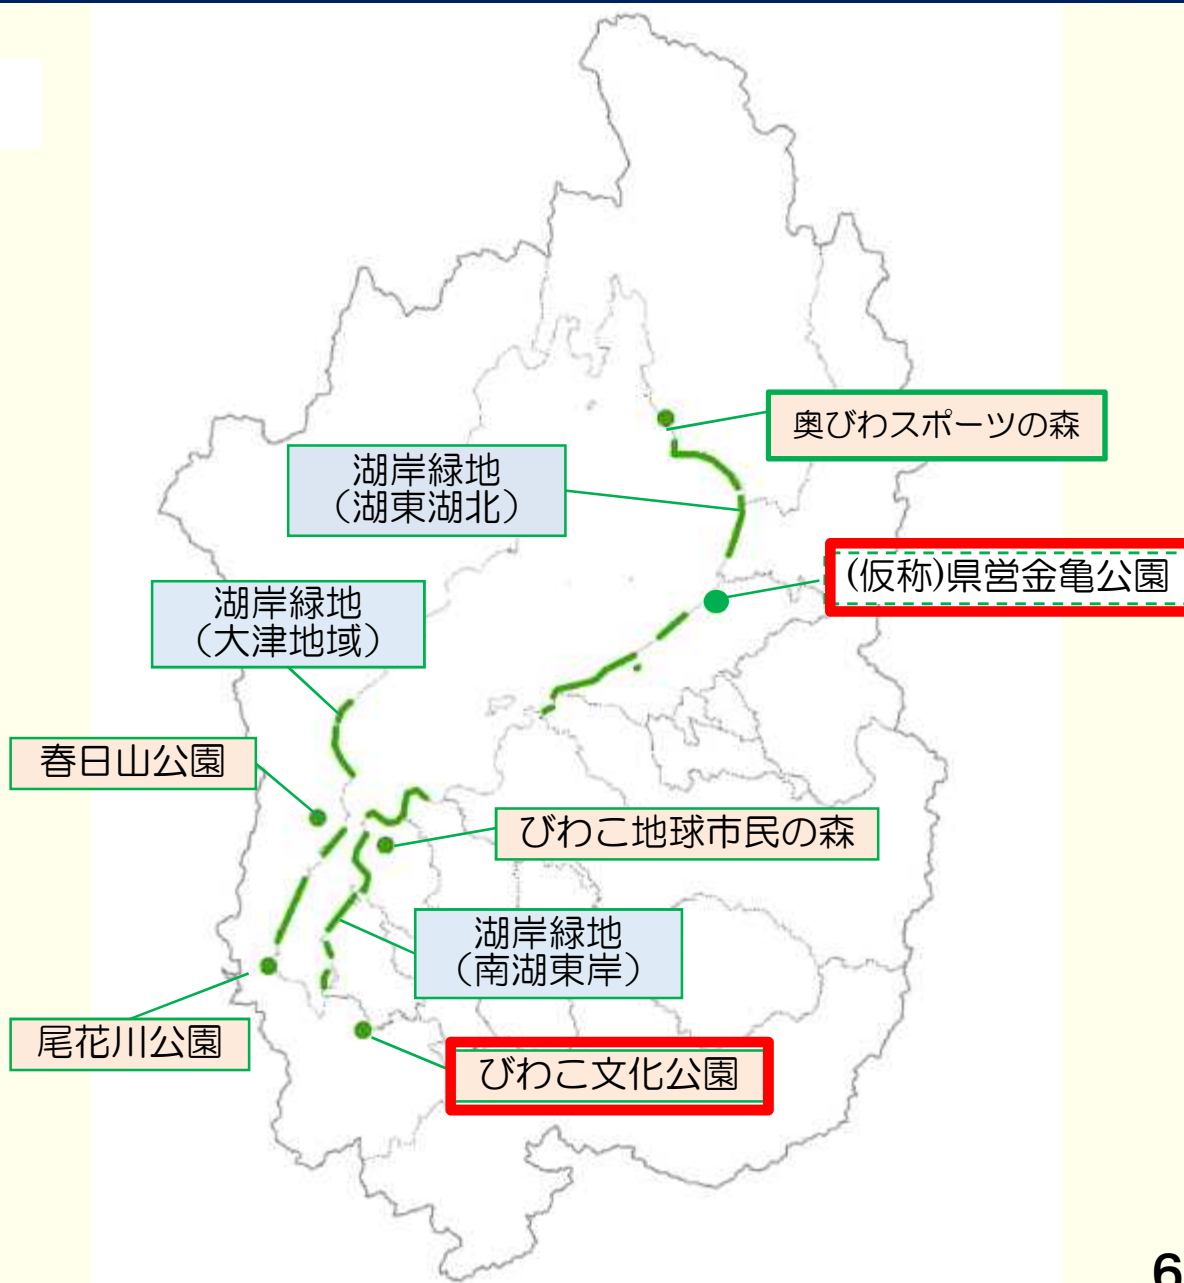 奥びわスポーツの森
湖岸緑地
（湖東湖北）
(仮称)県営金亀公園
湖岸緑地
（大津地域）
春日山公園
びわこ地球市民の森
湖岸緑地
（南湖東岸）
尾花川公園
びわこ文化公園
6